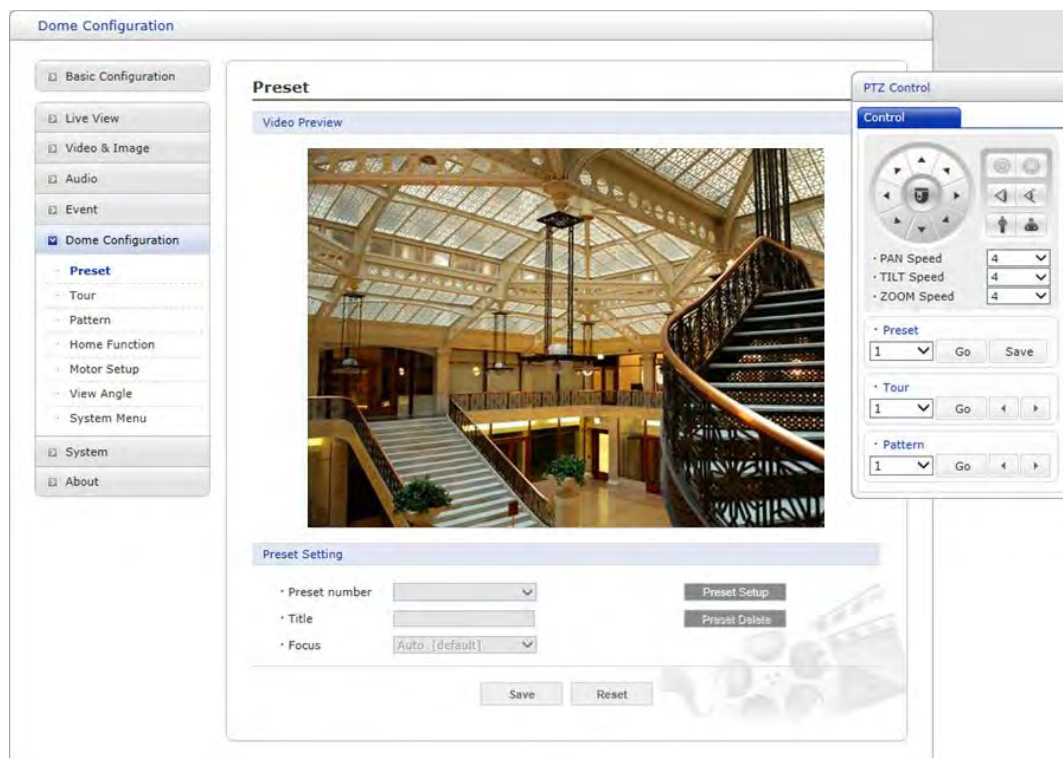 Dome Configuration
Basic Configuration
Live View
Video & Image
Audio
Event
Dome Configuration
Preset
Tour
Pattern
Home Function
Motor Setup
View Angle
System Menu
System
About
Preset
Video Preview
Preset Setting
· Preset number
Preset Setup
· Title
Preset Delete
· Focus
Auto [default]
Save
Reset
PTZ Control
Control
· PAN Speed
4
· TILT Speed
4
· ZOOM Speed
4
· Preset
1
Go
Save
· Tour
1
Go
· Pattern
1
Go